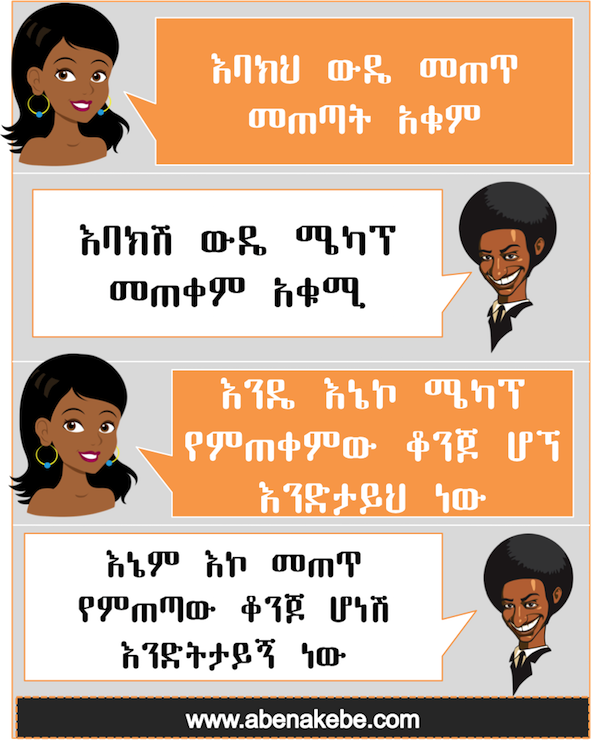 እባክህ ውዴ መጠጥ
መጠጣት አቁም
እባክሽ ውዴ ሜካፕ
መጠቀም አቁሚ
እንዴ እኔኮ ሜካፕ
የምጠቀምው ቆንጆ ሆኘ
እንድታይህ ነው
እኔም እኮ መጠጥ
የምጠጣው ቆንጆ ሆነሽ
እንድትታይኝ ነው
www.abenakebe.com